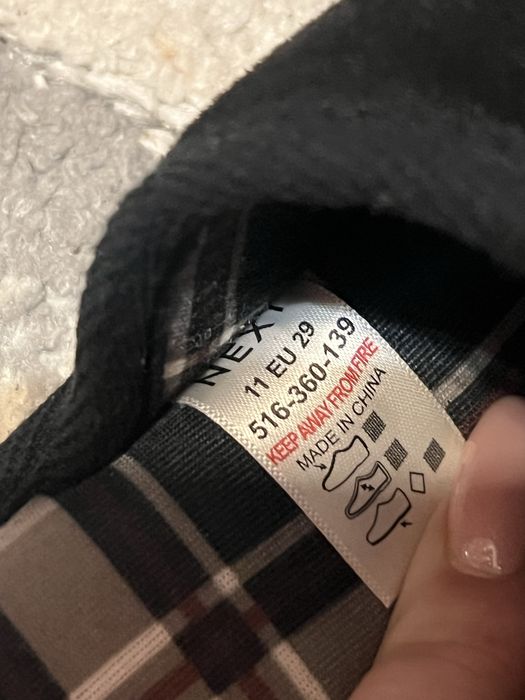 NEXT
11 EU 29
516-360-139
KEEP AWAY FROM FIRE
MADE IN CHINA